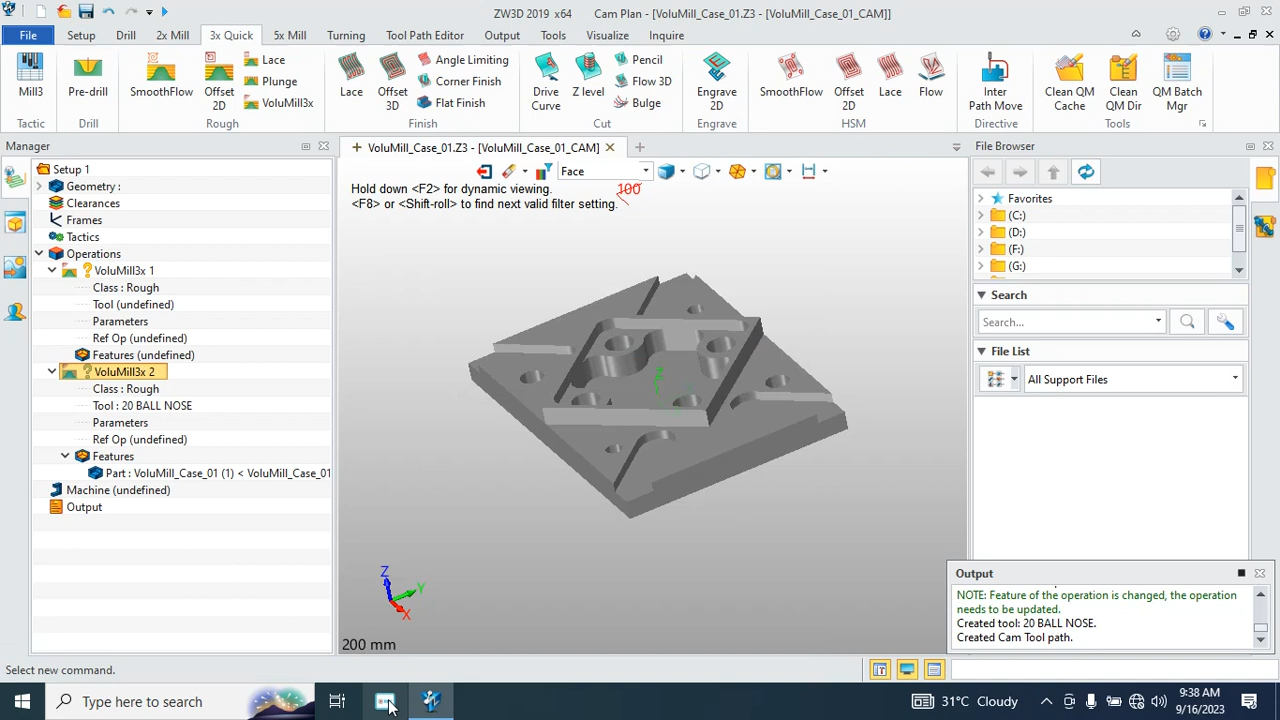 ZW3D 2019 x64 Cam Plan - [VoluMill_Case_01.Z3 - [VoluMill_Case_01_CAM]]
File Setup Drill 2x Mill 3x Quick 5x Mill Turning Tool Path Editor Output Tools Visualize Inquire
Mill3
Tactic
Pre-drill
Drill
SmoothFlow
Offset
2D
Lace
Plunge
VoluMill3x
Rough
Lace
Offset
3D
Angle Limiting
Corner Finish
Flat Finish
Finish
Drive
Curve
Z level
Pencil
Flow 3D
Bulge
Cut
Engrave
2D
Engrave
SmoothFlow
Offset
2D
Lace
Flow
HSM
Inter
Path Move
Directive
Clean QM
Cache
Clean
QM Dir
QM Batch
Mgr
Tools
Manager
Setup 1
Geometry :
Clearances
Frames
Tactics
Operations
VoluMill3x 1
Class : Rough
Tool (undefined)
Parameters
Ref Op (undefined)
Features (undefined)
VoluMill3x 2
Class : Rough
Tool : 20 BALL NOSE
Parameters
Ref Op (undefined)
Features
Part : VoluMill_Case_01 (1) < VoluMill_Case_01
Machine (undefined)
Output
VoluMill_Case_01.Z3 - [VoluMill_Case_01_CAM]
Face
Hold down <F2> for dynamic viewing.
<F8> or <Shift-roll> to find next valid filter setting.
100
Z
Y
X
200 mm
File Browser
Favorites
(C:)
(D:)
(F:)
(G:)
Search
Search...
File List
All Support Files
Output
NOTE: Feature of the operation is changed, the operation
needs to be updated.
Created tool: 20 BALL NOSE.
Created Cam Tool path.
Select new command.
Type here to search
31°C Cloudy
9:38 AM
9/16/2023